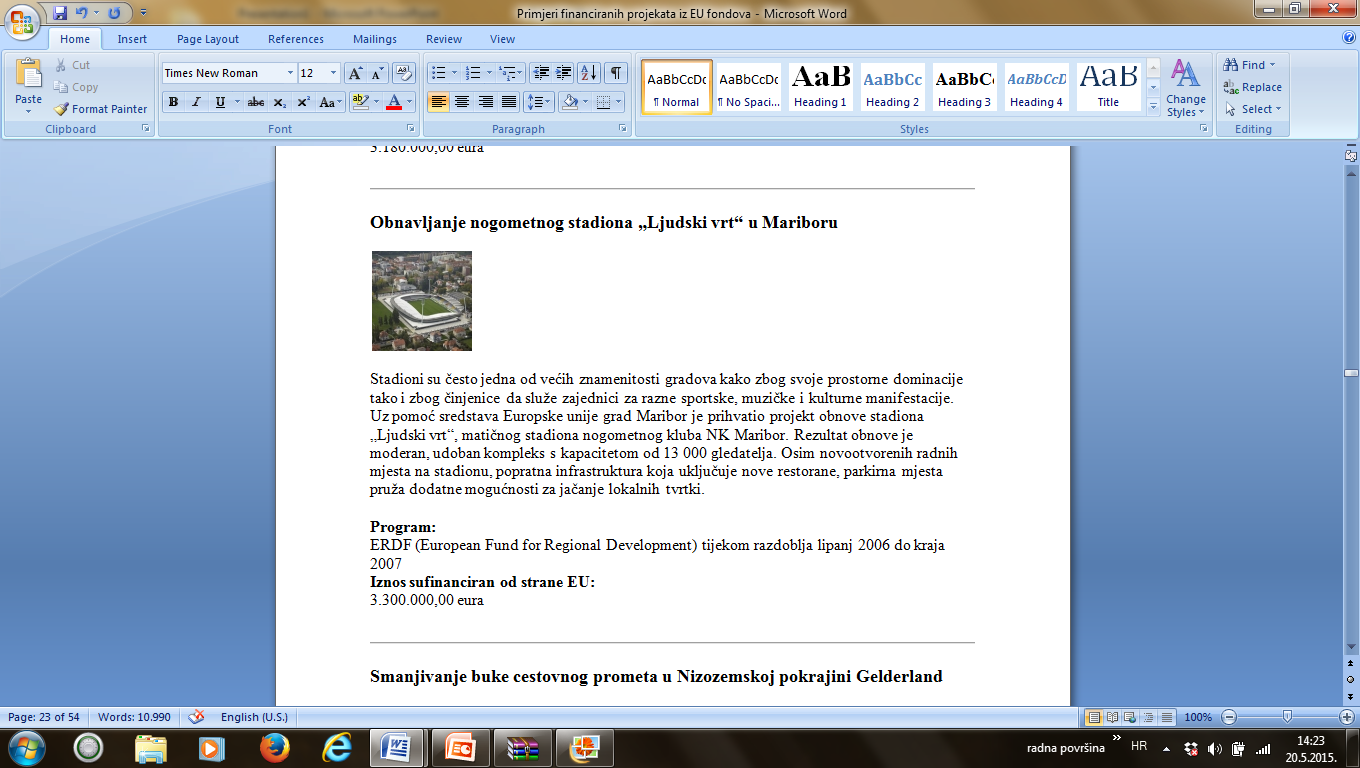 Presentation1 - Microsoft PowerPoint
Primjeri financiranih projekata iz EU fondova - Microsoft Word
Home Insert Page Layout References Mailings Review View
Paste
Cut
Copy
Format Painter
Clipboard
Times New Roman 12
B I U abc x₂ x² Aa
Font
Paragraph
AaBbCcDc AaBbCcDc AaB AaBbCc AaBbC AaBbCcD AaB
¶ Normal ¶ No Spaci... Heading 1 Heading 2 Heading 3 Heading 4 Title
Change
Styles
Styles
Find
Replace
Select
Editing
3.180.000,00 eura
Obnavljanje nogometnog stadiona „Ljudski vrt“ u Mariboru
Stadioni su često jedna od većih znamenitosti gradova kako zbog svoje prostorne dominacije
tako i zbog činjenice da služe zajednici za razne sportske, muzičke i kulturne manifestacije.
Uz pomoć sredstava Europske unije grad Maribor je prihvatio projekt obnove stadiona
„Ljudski vrt“, matičnog stadiona nogometnog kluba NK Maribor. Rezultat obnove je
moderan, udoban kompleks s kapacitetom od 13 000 gledatelja. Osim novootvorenih radnih
mjesta na stadionu, popratna infrastruktura koja uključuje nove restorane, parkirna mjesta
pruža dodatne mogućnosti za jačanje lokalnih tvrtki.
Program:
ERDF (European Fund for Regional Development) tijekom razdoblja lipanj 2006 do kraja
2007
Iznos sufinanciran od strane EU:
3.300.000,00 eura
Smanjivanje buke cestovnog prometa u Nizozemskoj pokrajini Gelderland
Page: 23 of 54 Words: 10.990 English (U.S.) 100%
radna površina HR 14:23
20.5.2015.